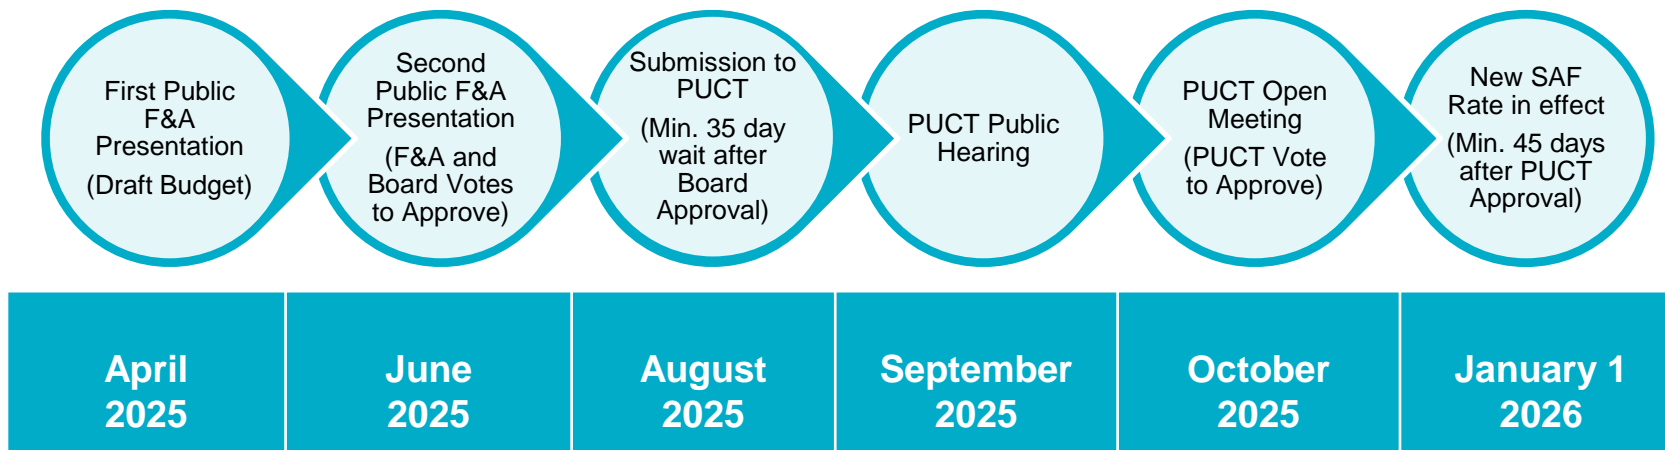 First Public
F&A
Presentation
(Draft Budget)
Second
Public F&A
Presentation
(F&A and
Board Votes
to Approve)
Submission to
PUCT
(Min. 35 day
wait after
Board
Approval)
PUCT Public
Hearing
PUCT Open
Meeting
(PUCT Vote
to Approve)
New SAF
Rate in effect
(Min. 45 days
after PUCT
Approval)
April
2025
June
2025
August
2025
September
2025
October
2025
January 1
2026